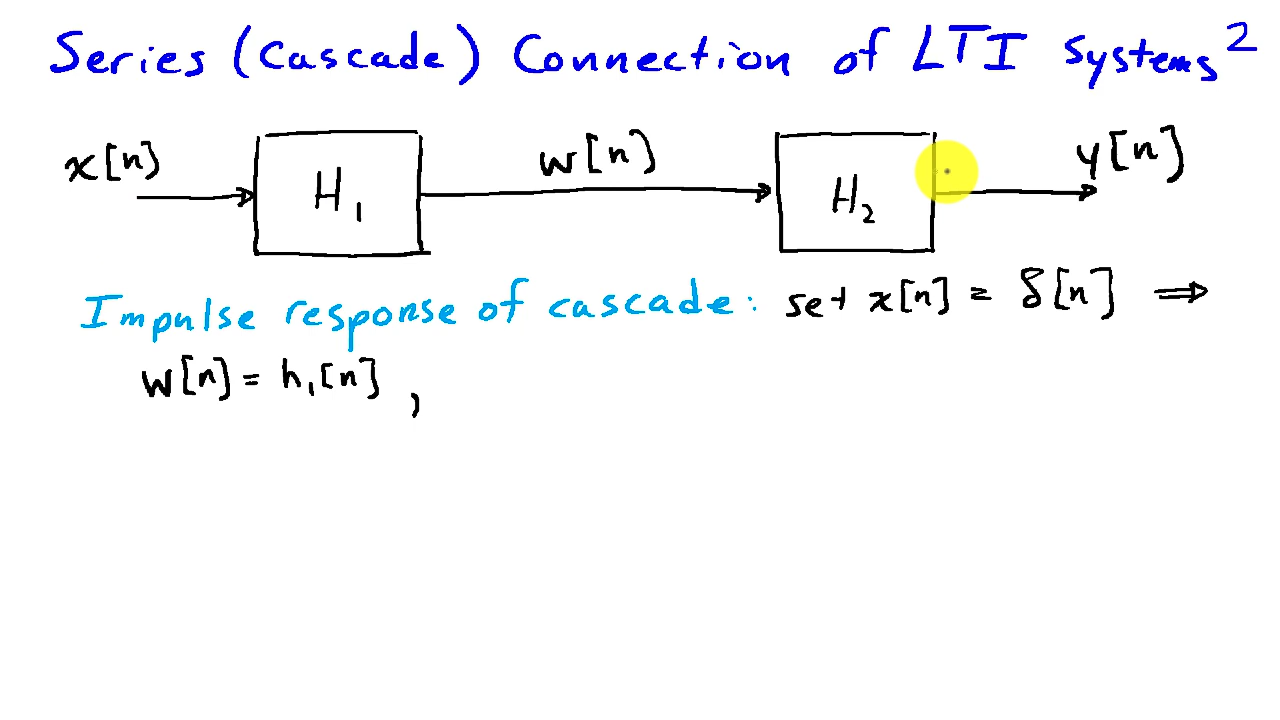 Series (Cascade) Connection of LTI Systems 2
x[n] H₁ w[n] H₂ y[n]
Impulse response of cascade: set x[n] = δ[n] ⇒
w[n] = h₁[n] ,